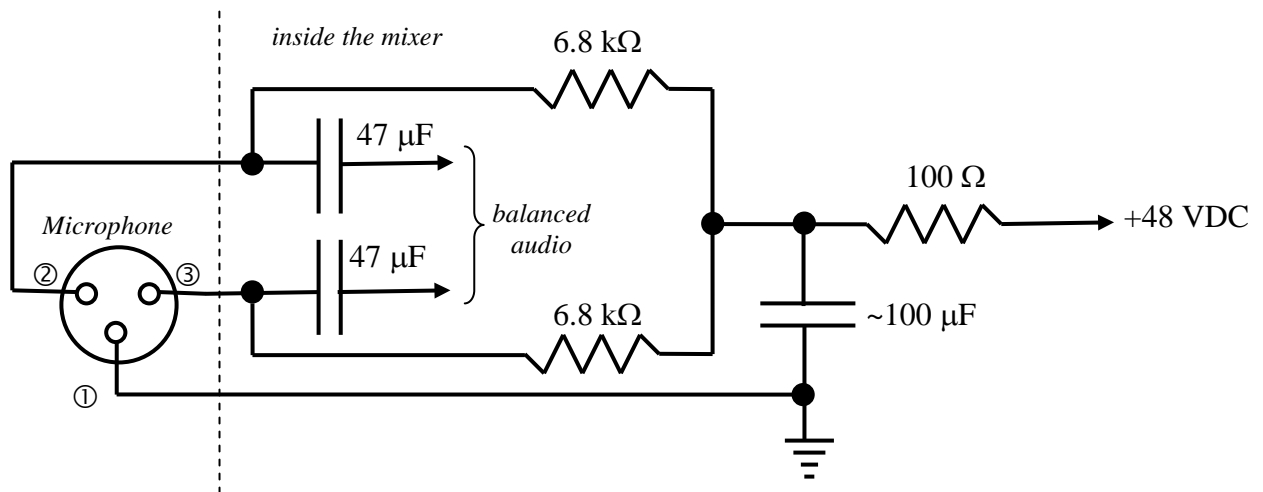 inside the mixer
6.8 kΩ
47 μF
100 Ω
+48 VDC
Microphone
balanced
audio
② ③
47 μF
6.8 kΩ
~100 μF
①